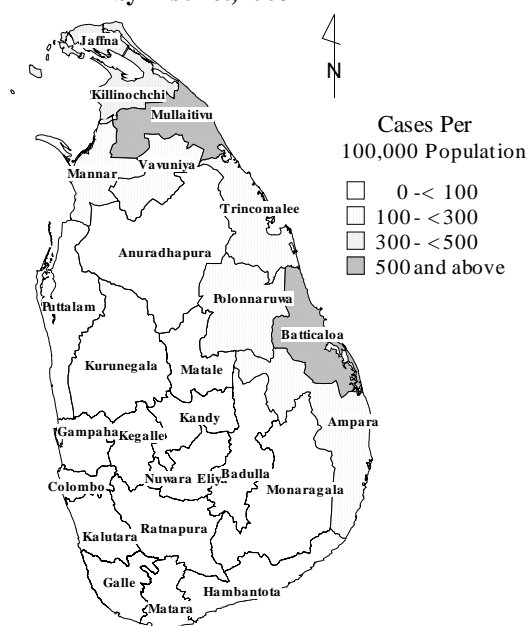 Jaffna
N
Killinochchi
Mullaitivu
Cases Per
100,000 Population
Vavuniya
Mannar
0 -< 100
100 - <300
300 - <500
500 and above
Trincomalee
Anuradhapura
Polonnaruwa
Puttalam
Batticaloa
Kurunegala
Matale
Kandy
Ampara
Gampaha
Kegalle
Nuwara Eliy
Badulla
Colombo
Monaragala
Ratnapura
Kalutara
Galle
Hambantota
Matara